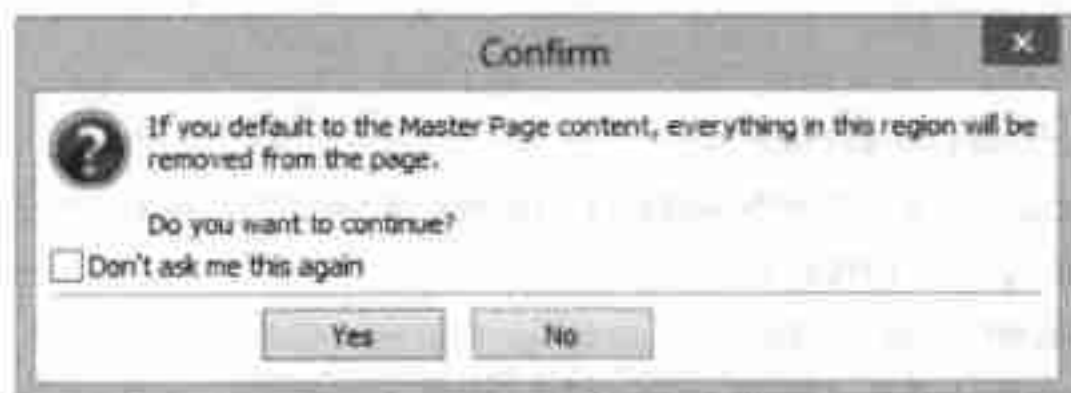 Confirm
x
If you default to the Master Page content, everything in this region will be
removed from the page.
Do you want to continue?
Don't ask me this again
Yes
No